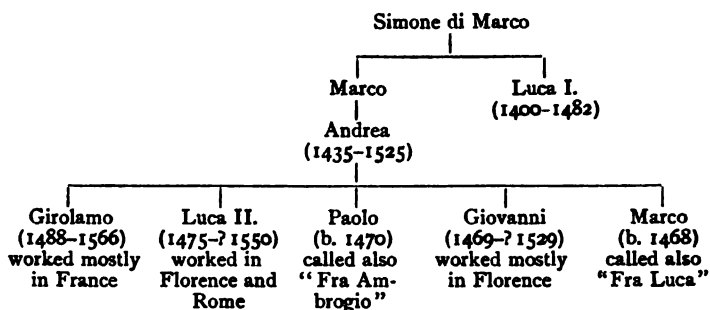 Simone di Marco
Marco
Luca I.
(1400–1482)
Andrea
(1435–1525)
Girolamo
(1488–1566)
worked mostly
in France
Luca II.
(1475–? 1550)
worked in
Florence and
Rome
Paolo
(b. 1470)
called also
“Fra Am-
brogio”
Giovanni
(1469–? 1529)
worked mostly
in Florence
Marco
(b. 1468)
called also
“Fra Luca”